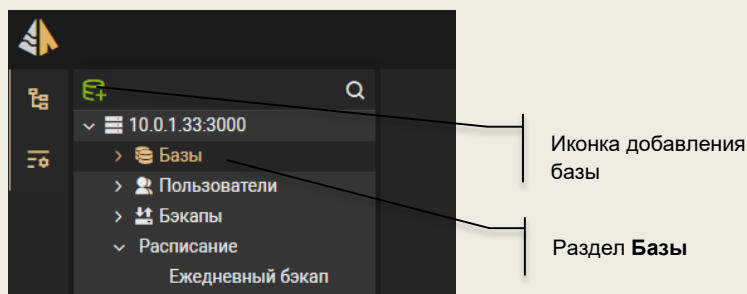 10.0.1.33:3000
Базы
Пользователи
Бэкапы
Расписание
Ежедневный бэкап
Иконка добавления
базы
Раздел Базы